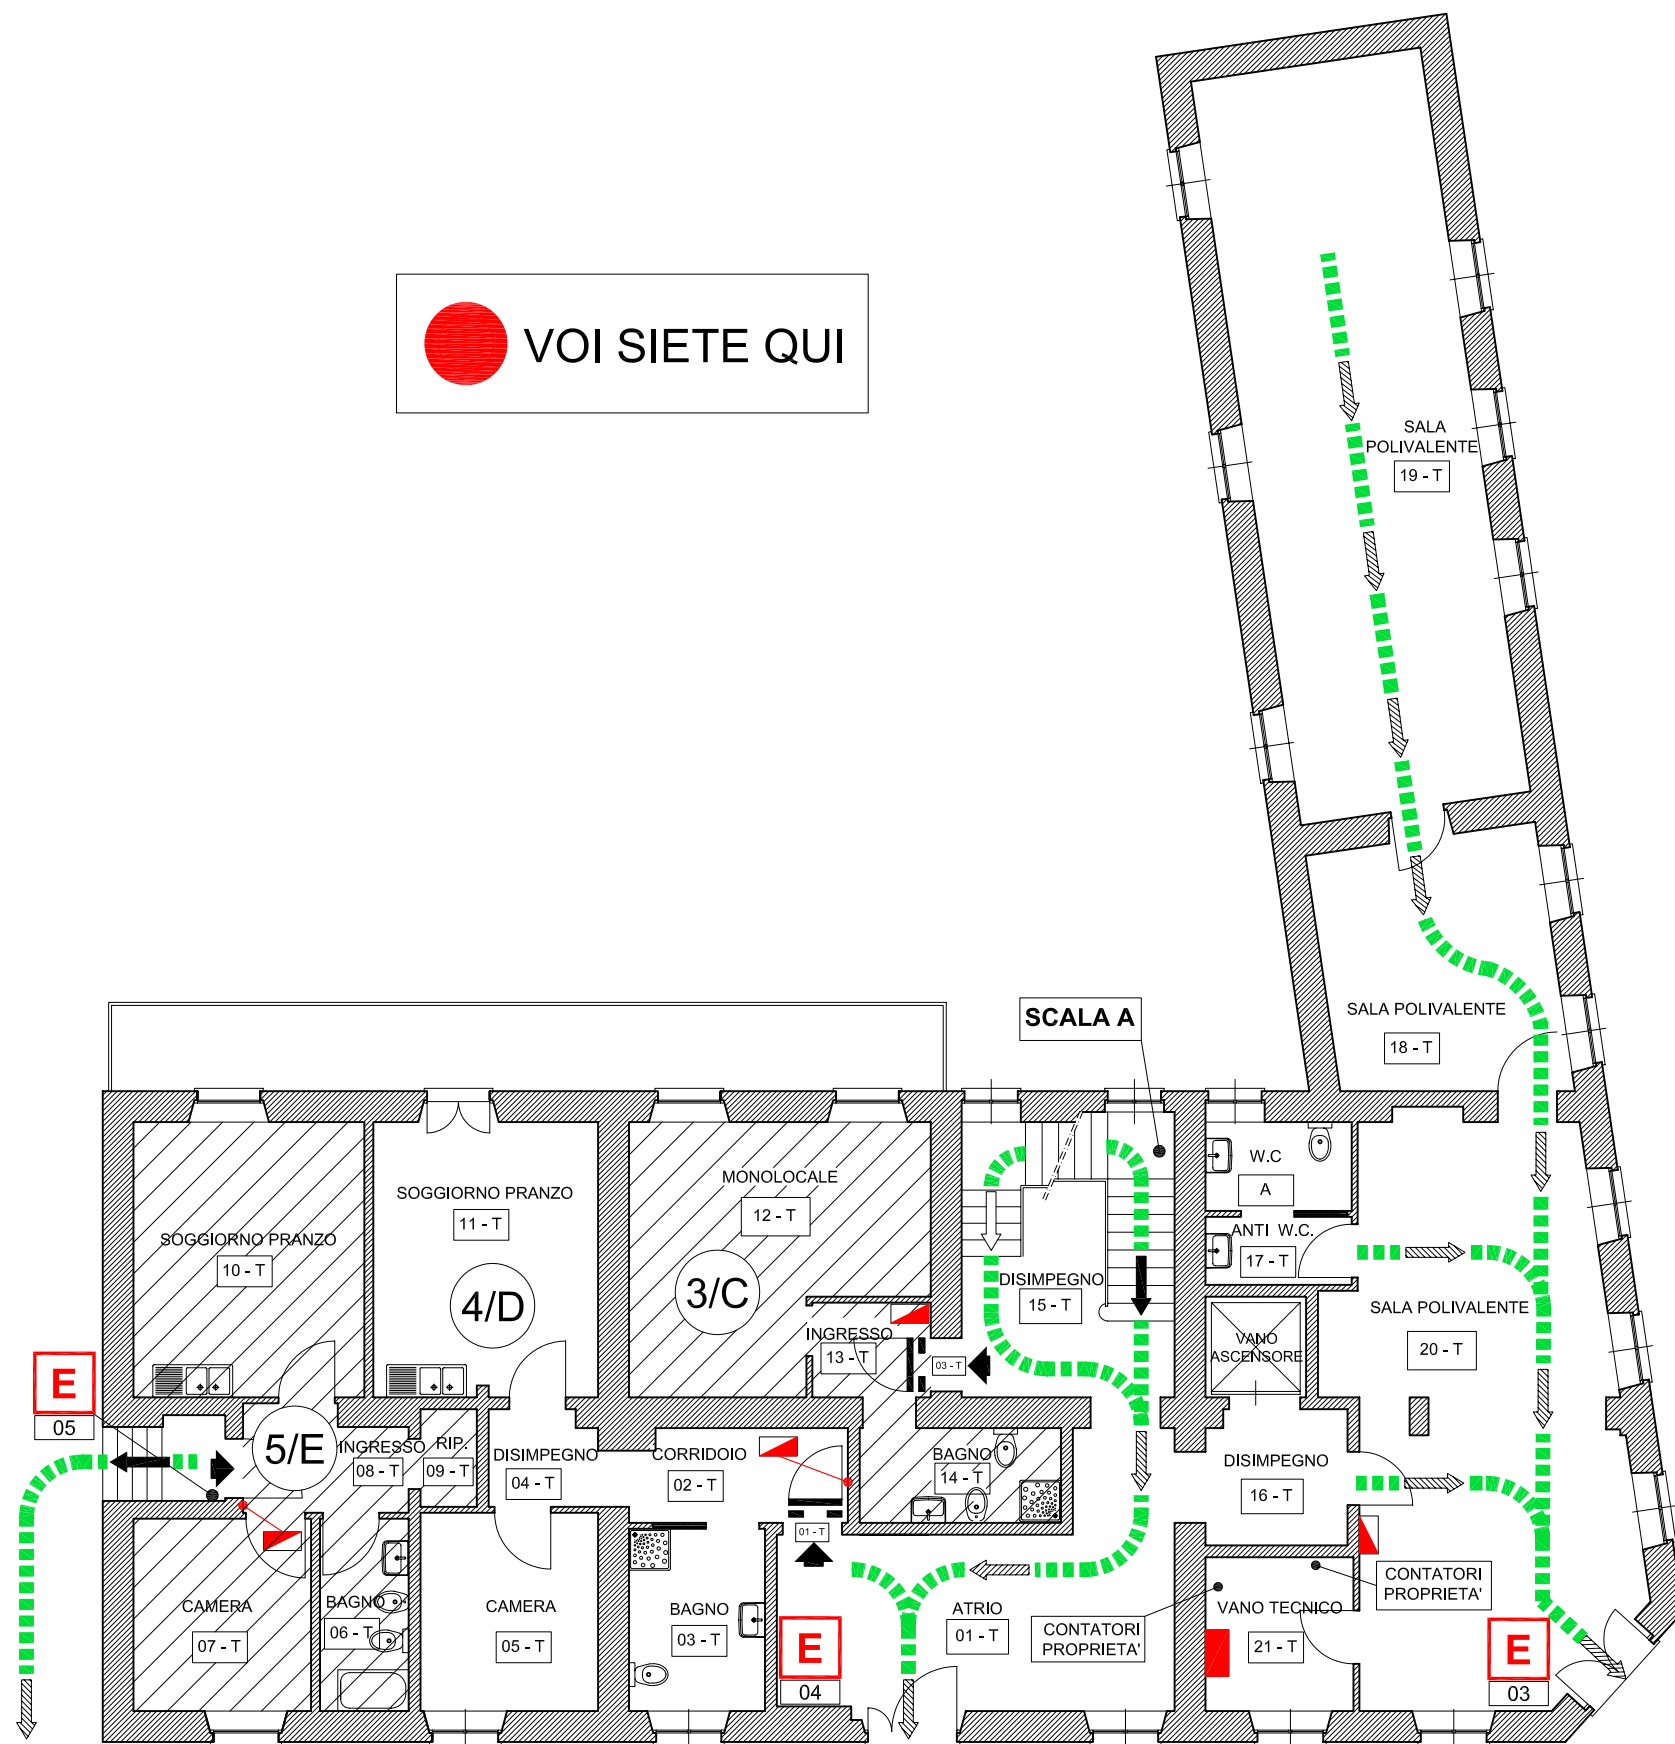 VOI SIETE QUI
SALA
POLIVALENTE
19 - T
SALA POLIVALENTE
18 - T
SCALA A
MONOLOCALE
12 - T
3/C
SOGGIORNO PRANZO
11 - T
4/D
SOGGIORNO PRANZO
10 - T
W.C
A
ANTI W.C.
17 - T
DISIMPEGNO
15 - T
SALA POLIVALENTE
20 - T
VANO
ASCENSORE
INGRESSO
13 - T
03 - T
E
05
5/E
INGRESSO
08 - T
RIP.
09 - T
DISIMPEGNO
04 - T
CORRIDOIO
02 - T
BAGNO
14 - T
DISIMPEGNO
16 - T
01 - T
CAMERA
07 - T
BAGNO
06 - T
CAMERA
05 - T
BAGNO
03 - T
E
04
ATRIO
01 - T
CONTATORI
PROPRIETA'
VANO TECNICO
21 - T
CONTATORI
PROPRIETA'
E
03